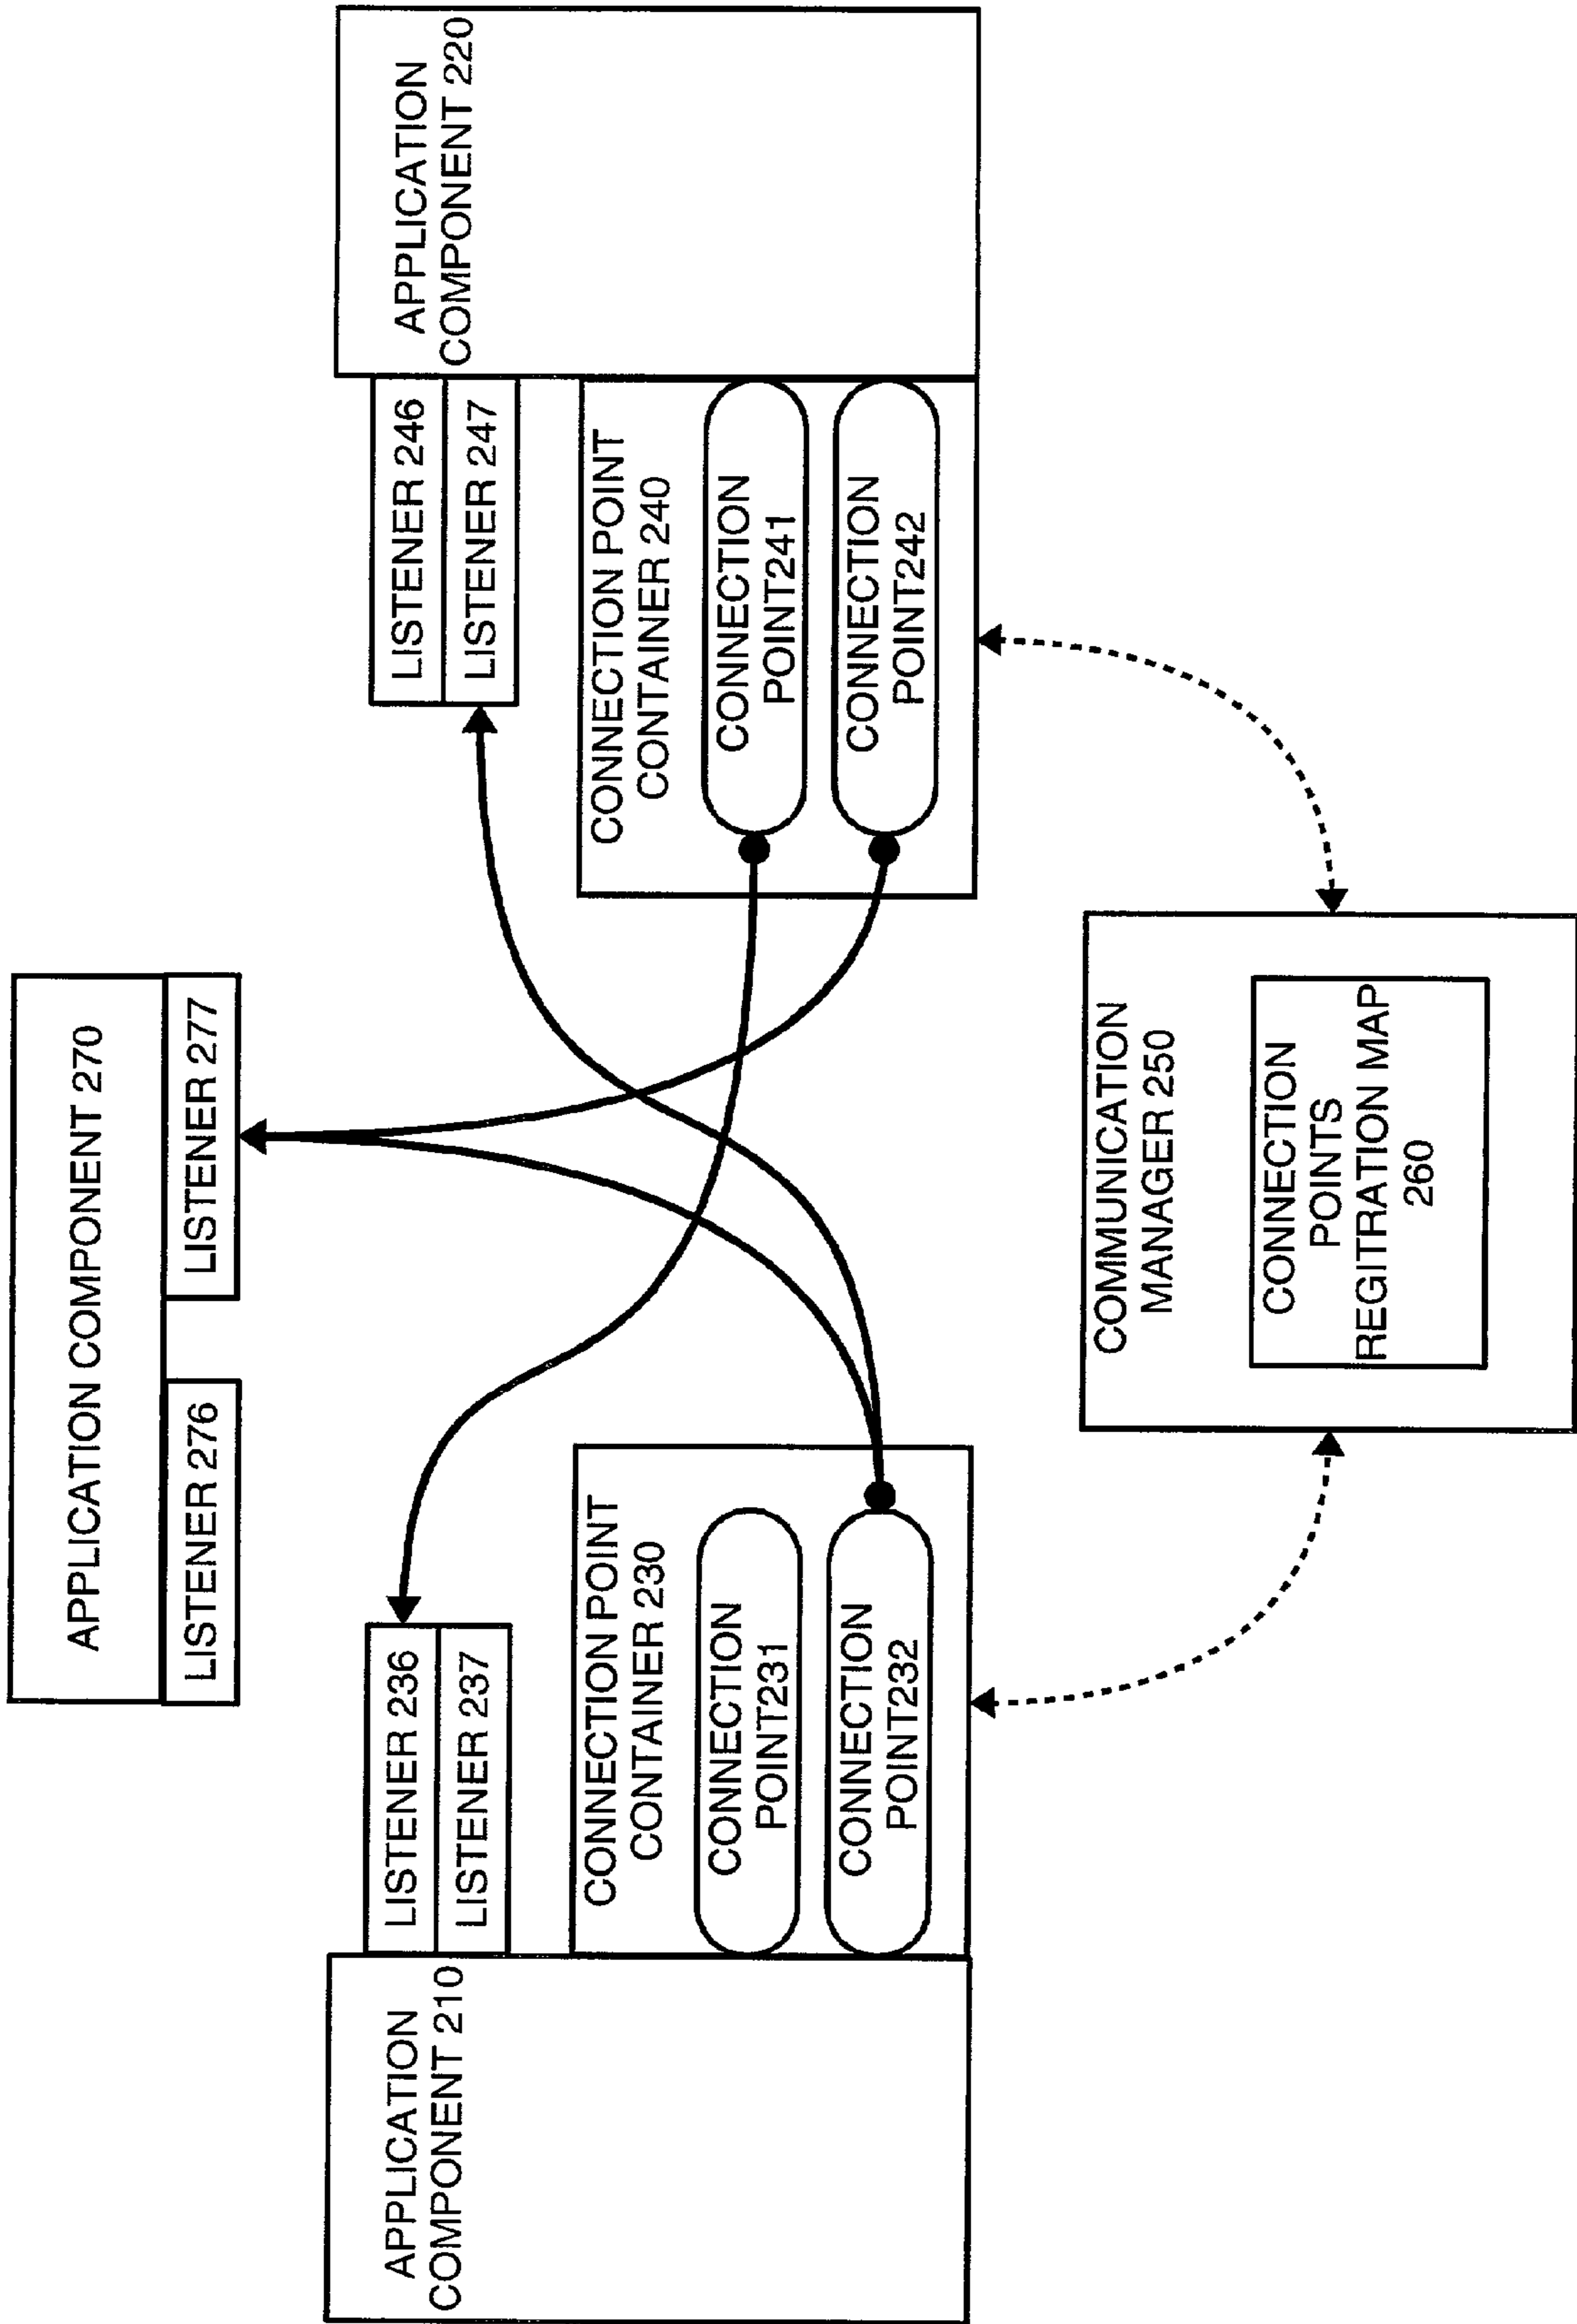 APPLICATION COMPONENT 270
LISTENER 276
LISTENER 277
APPLICATION
COMPONENT 210
LISTENER 236
LISTENER 237
CONNECTION POINT
CONTAINER 230
CONNECTION
POINT231
CONNECTION
POINT232
LISTENER 246
LISTENER 247
CONNECTION POINT
CONTAINER 240
CONNECTION
POINT241
CONNECTION
POINT242
APPLICATION
COMPONENT 220
COMMUNICATION
MANAGER 250
CONNECTION
POINTS
REGITRATION MAP
260